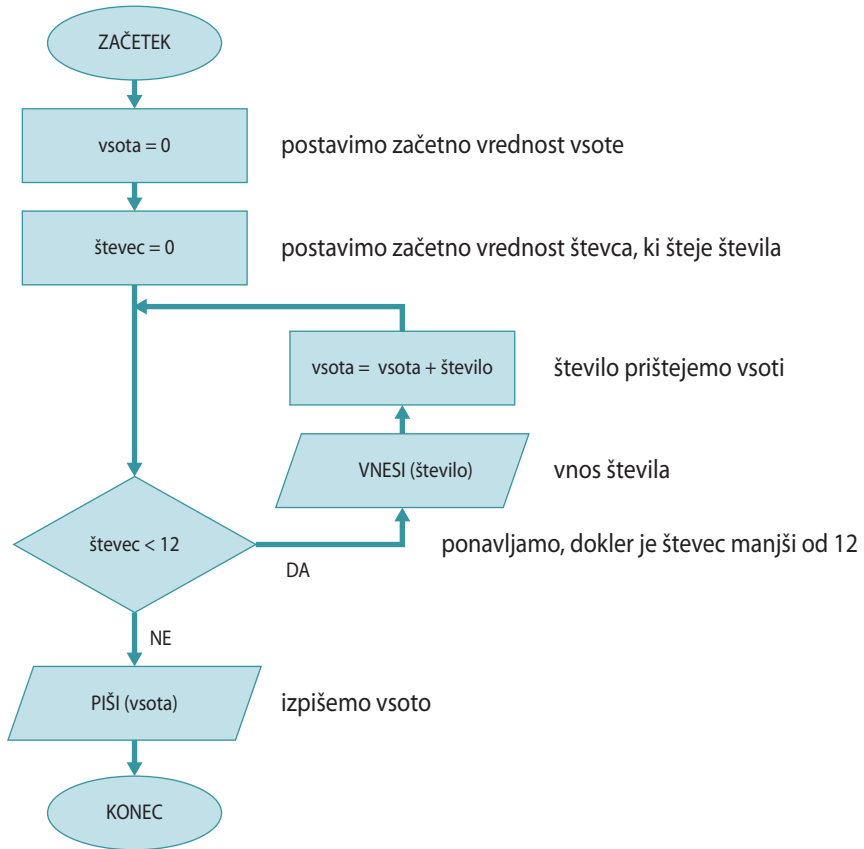 ZAČETEK
vsota = 0
postavimo začetno vrednost vsote
števec = 0
postavimo začetno vrednost števca, ki šteje števila
vsota = vsota + število
število prištejemo vsoti
VNESI (število)
vnos števila
števec < 12
DA
ponavljamo, dokler je števec manjši od 12
NE
PIŠI (vsota)
izpišemo vsoto
KONEC